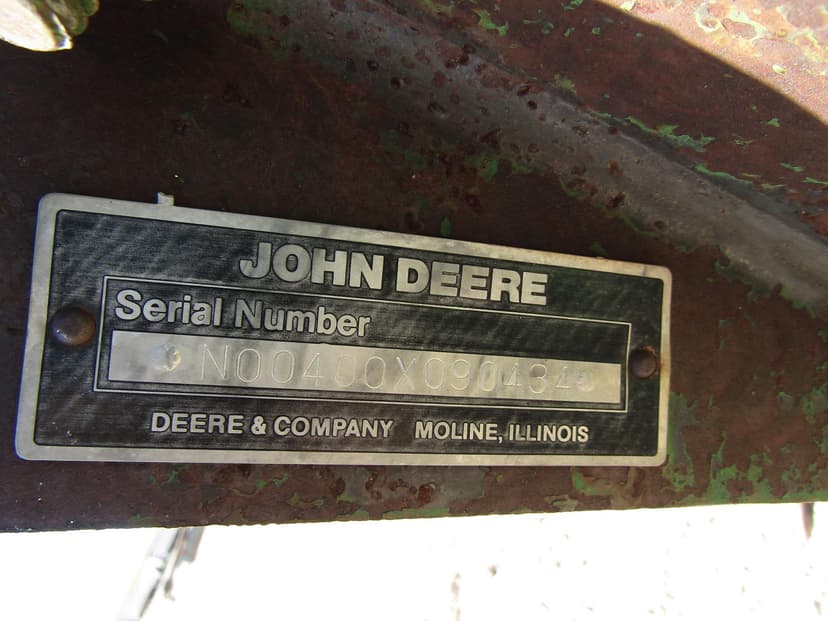 JOHN DEERE
Serial Number
N00400X090434
DEERE & COMPANY MOLINE, ILLINOIS